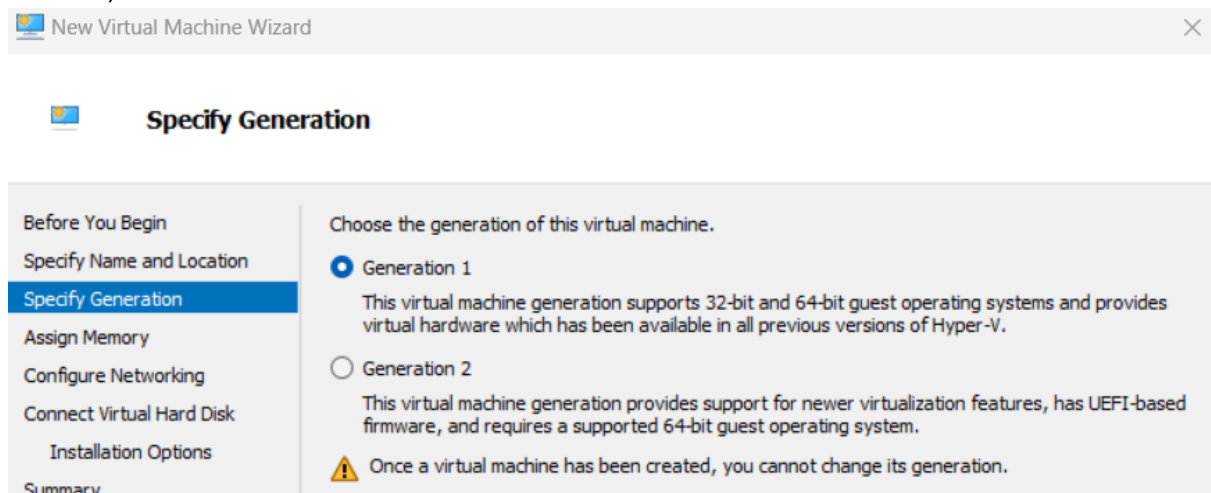 New Virtual Machine Wizard
Specify Generation
Before You Begin
Specify Name and Location
Specify Generation
Assign Memory
Configure Networking
Connect Virtual Hard Disk
Installation Options
Summary
Choose the generation of this virtual machine.
Generation 1
This virtual machine generation supports 32-bit and 64-bit guest operating systems and provides
virtual hardware which has been available in all previous versions of Hyper-V.
Generation 2
This virtual machine generation provides support for newer virtualization features, has UEFI-based
firmware, and requires a supported 64-bit guest operating system.
Once a virtual machine has been created, you cannot change its generation.